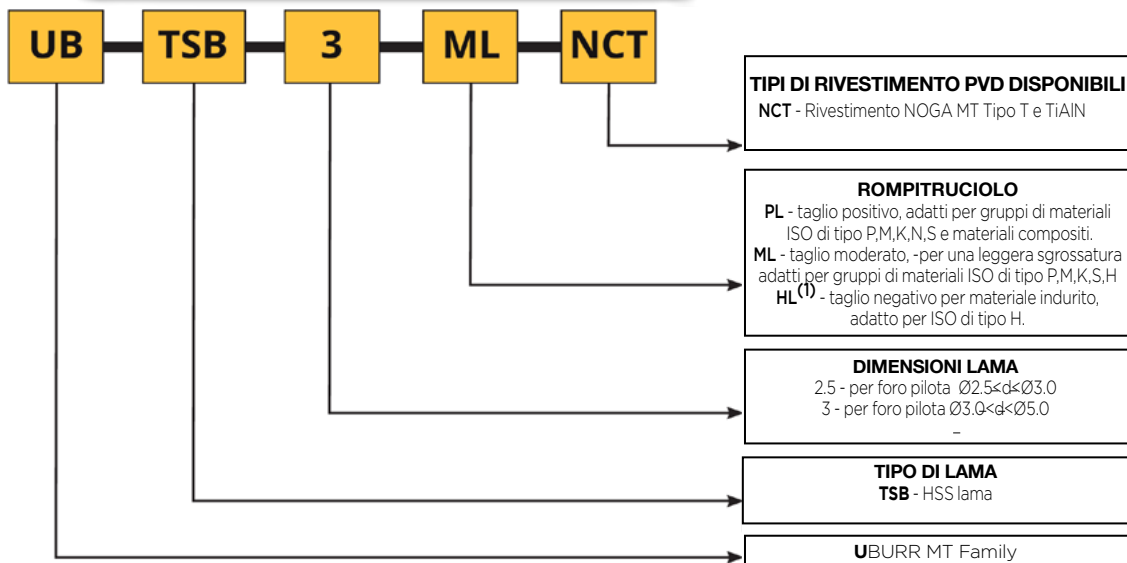 UB TSB 3 ML NCT
TIPI DI RIVESTIMENTO PVD DISPONIBILI
NCT - Rivestimento NOGA MT Tipo T e TiAlN
ROMPITRUCIOLO
PL - taglio positivo, adatti per gruppi di materiali
ISO di tipo P,M,K,N,S e materiali compositi.
ML - taglio moderato, -per una leggera sgrossatura
adatti per gruppi di materiali ISO di tipo P,M,K,S,H
HL(1) - taglio negativo per materiale indurito,
adatto per ISO di tipo H.
DIMENSIONI LAMA
2.5 - per foro pilota Ø2.5≤d≤Ø3.0
3 - per foro pilota Ø3.0<d<Ø5.0
–
TIPO DI LAMA
TSB - HSS lama
UBURR MT Family